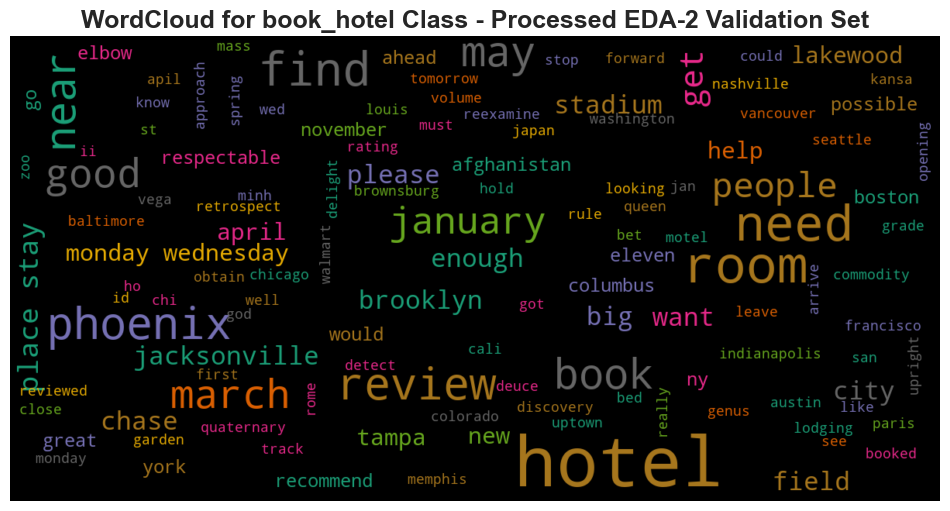 WordCloud for book_hotel Class - Processed EDA-2 Validation Set
elbow
mass
find
ahead
may
stop
could
forward
get
lakewood
go
near
apil
approach
spring
tomorrow
nashville
kansa
know
wed
louis
volume
reexamine
stadium
washington
vancouver
possible
st
november
must
japan
seattle
opening
zoo
ii
respectable
rating
please
afghanistan
help
good
delight
brownsburg
hold
looking
jan
people
boston
vega
minh
retrospect
rule
queen
grade
baltimore
april
january
bet
motel
need
place stay
monday wednesday
walmart
enough
eleven
room
obtain
chicago
columbus
commodity
arrive
ho
id
chi
well
god
brooklyn
got
phoenix
would
big
want
leave
francisco
jacksonville
cali
indianapolis
san
upright
first
detect
review
deuce
book
ny
reviewed
march
rome
bed
really
city
close
chase
quaternary
colorado
discovery
uptown
genus
austin
like
paris
great
garden
track
tampa
new
hotel
lodging
see
booked
monday
york
recommend
memphis
field